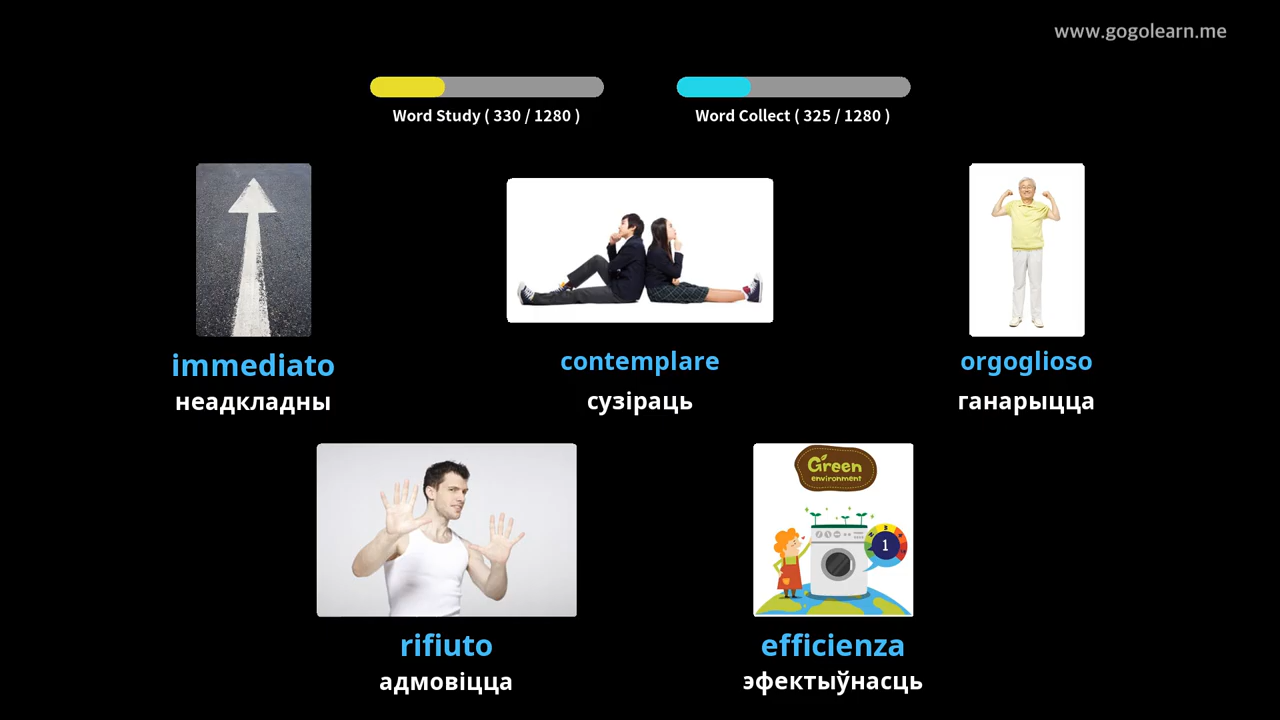 www.gogolearn.me
Word Study ( 330 / 1280 )
Word Collect ( 325 / 1280 )
immediato
неадкладны
contemplare
сузіраць
orgoglioso
ганарыцца
Green
environment
1
rifiuto
адмовіцца
efficienza
эфектыўнасць